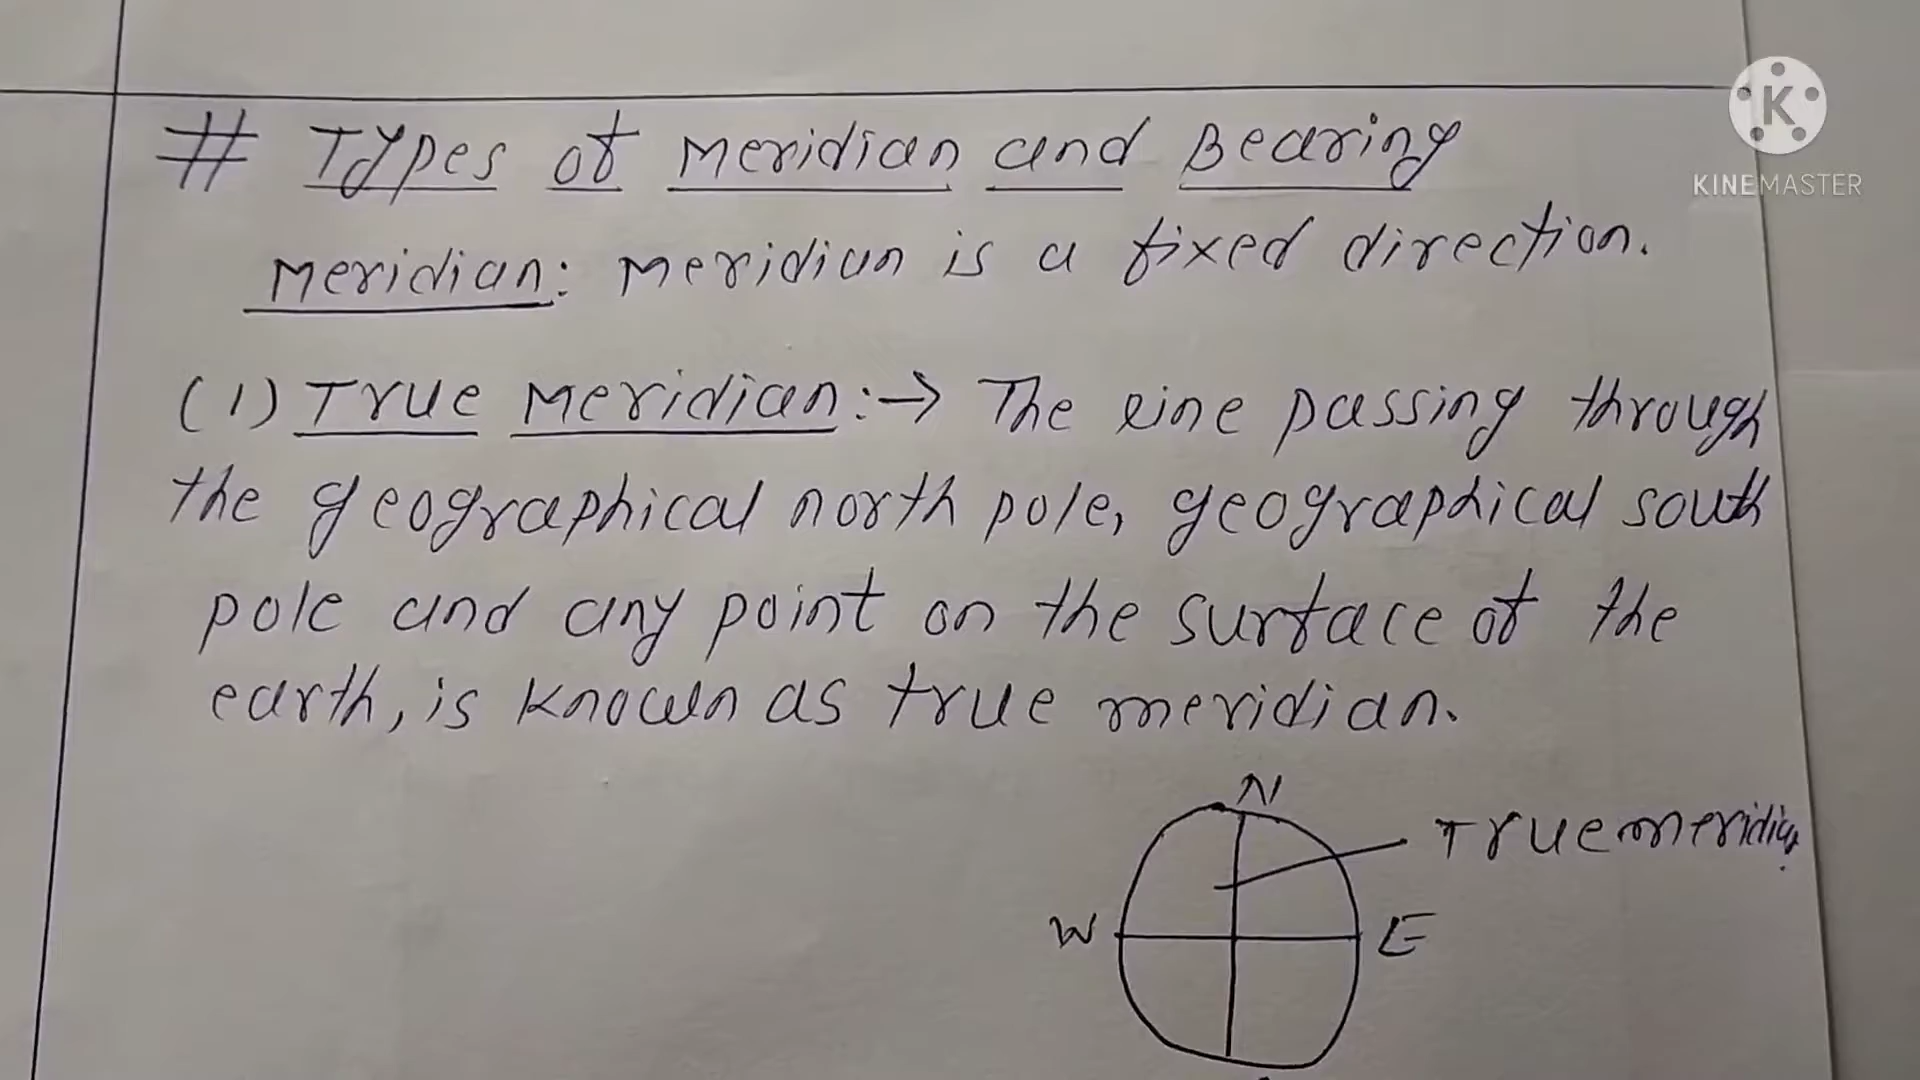 # Types of Meridian and Bearing
Meridian: Meridian is a fixed direction.
(1) True Meridian:→ The line passing through
the geographical north pole, geographical south
pole and any point on the surface of the
earth, is known as true meridian.
N
True meridian
W E
K
KINEMASTER